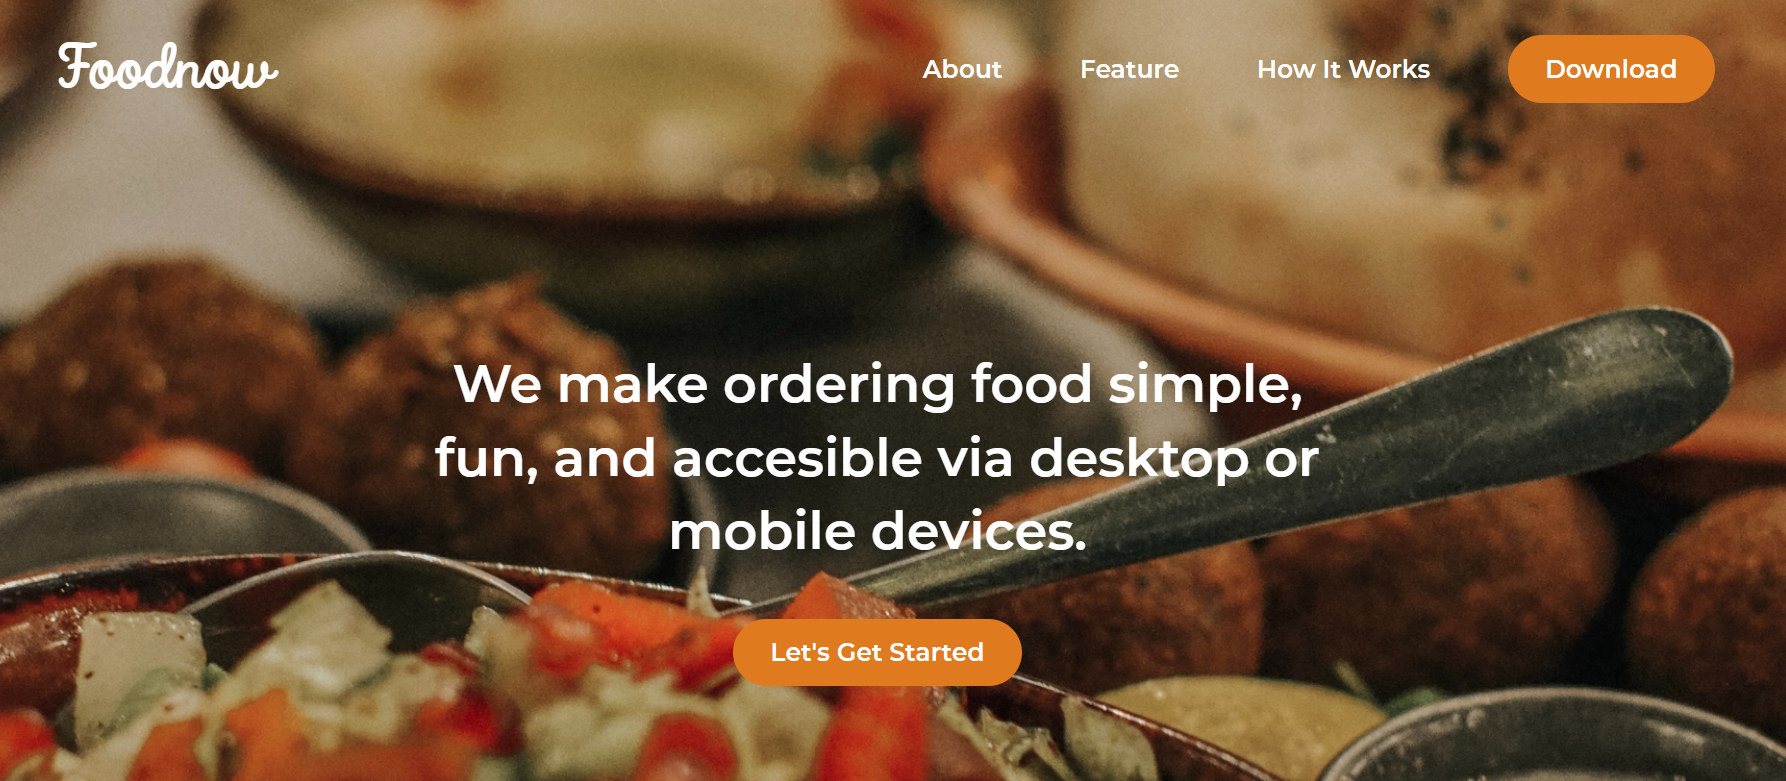 Foodnow
About
Feature
How It Works
Download
We make ordering food simple,
fun, and accesible via desktop or
mobile devices.
Let's Get Started